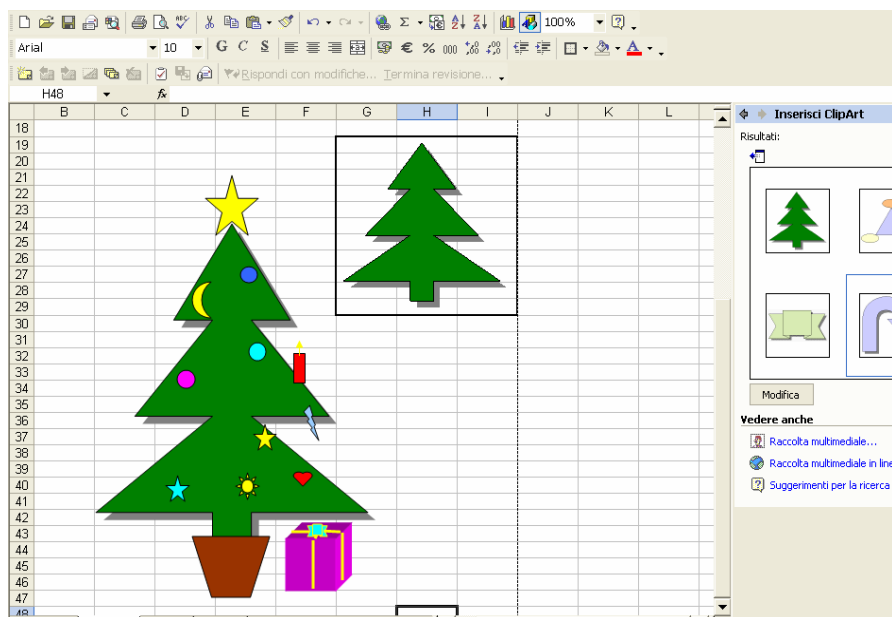 100%
Arial 10 G C S € % 000
Rispondi con modifiche... Termina revisione...
H48 fx
B C D E F G H I J K L
Inserisci ClipArt
Risultati:
18
19
20
21
22
23
24
25
26
27
28
29
30
31
32
33
34
35
36
37
38
39
40
41
42
43
44
45
46
47
48
Modifica
Vedere anche
Raccolta multimediale...
Raccolta multimediale in line
Suggerimenti per la ricerca